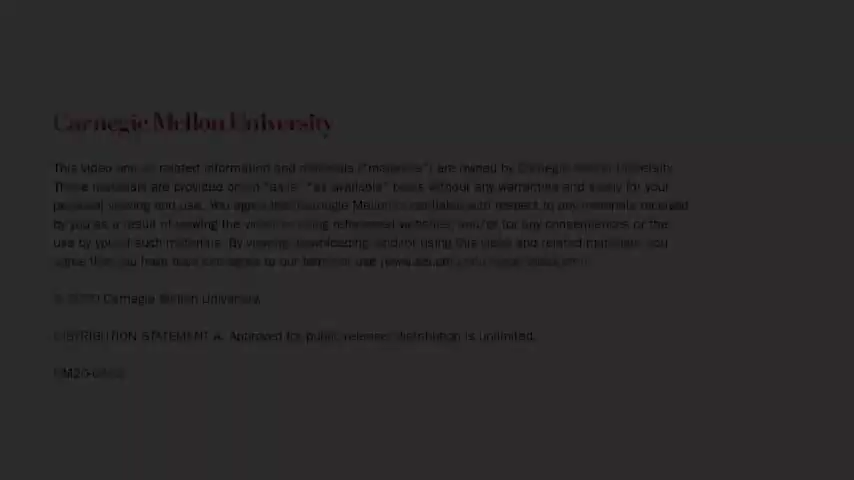 Carnegie Mellon University
This video and all related information and materials ("materials") are owned by Carnegie Mellon University.
These materials are provided on an "as-is" "as available" basis without any warranties and solely for your
personal viewing and use. You agree that Carnegie Mellon is not liable with respect to any materials received
by you as a result of viewing the video, or using referenced websites, and/or for any consequences or the
use by you of such materials. By viewing, downloading and/or using this video and related materials, you
agree that you have read and agree to our terms of use
© 2020 Carnegie Mellon University.
DISTRIBUTION STATEMENT A. Approved for public release; distribution is unlimited.